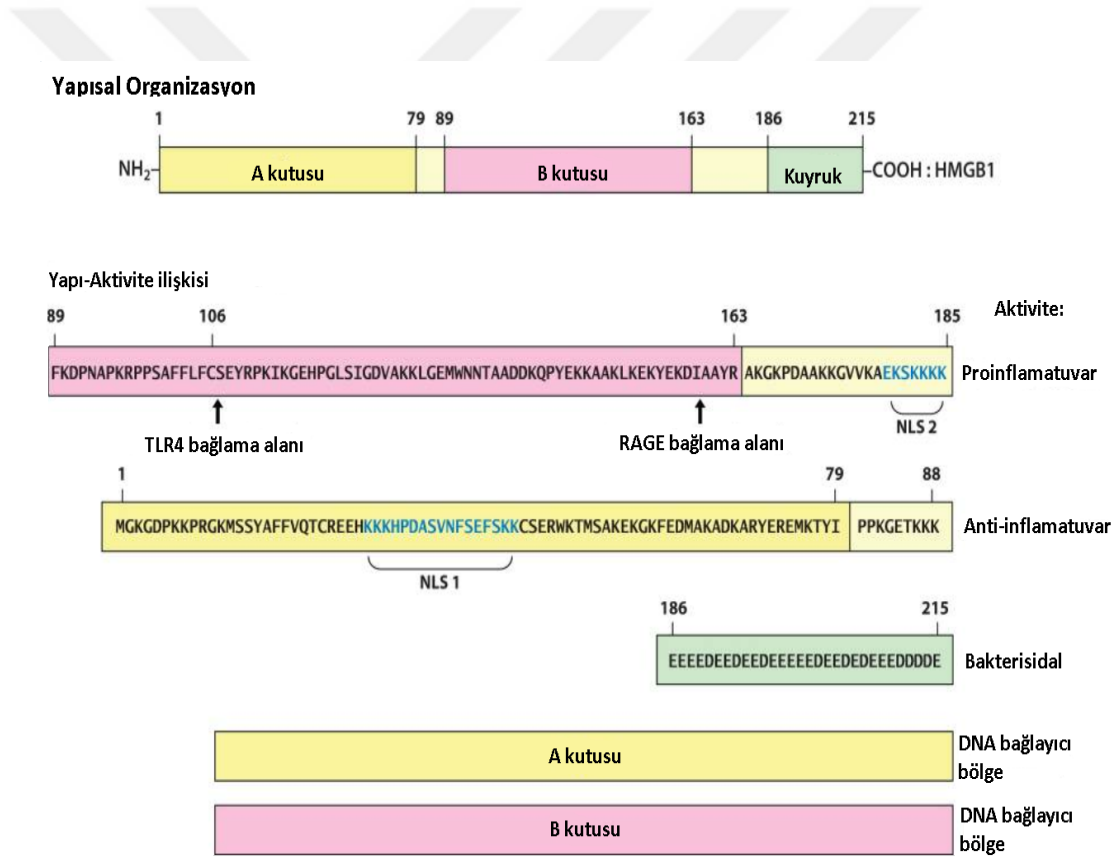 Yapısal Organizasyon
1 79 89 163 186 215
NH2 A kutusu B kutusu Kuyruk COOH : HMGB1
Yapı-Aktivite ilişkisi
Aktivite:
89 106 163 185
FKDPNAPKRPPSAFFLFCSEYRPKIKGEHPGLSIGDVAKKLGEMWNNTAADDKQPYEKKAAKLKEKYEKDIAAYR AKGKPDAAKKGVVKAEKSKKKK Proinflamatuvar
NLS 2
TLR4 bağlama alanı RAGE bağlama alanı
1 79 88
MGKGDPKKPRGKMSSYAFFVQTCREEHKKKHPDASVNFSEFSKKCSERWKTMSAKEKGKFEDMAKADKARYEREMKTYI PPKGETKKK Anti-inflamatuvar
NLS 1
186 215
EEEEDEEDEEDEEEEEDEEDEDEEEDDDDE Bakterisidal
A kutusu DNA bağlayıcı
bölge
B kutusu DNA bağlayıcı
bölge